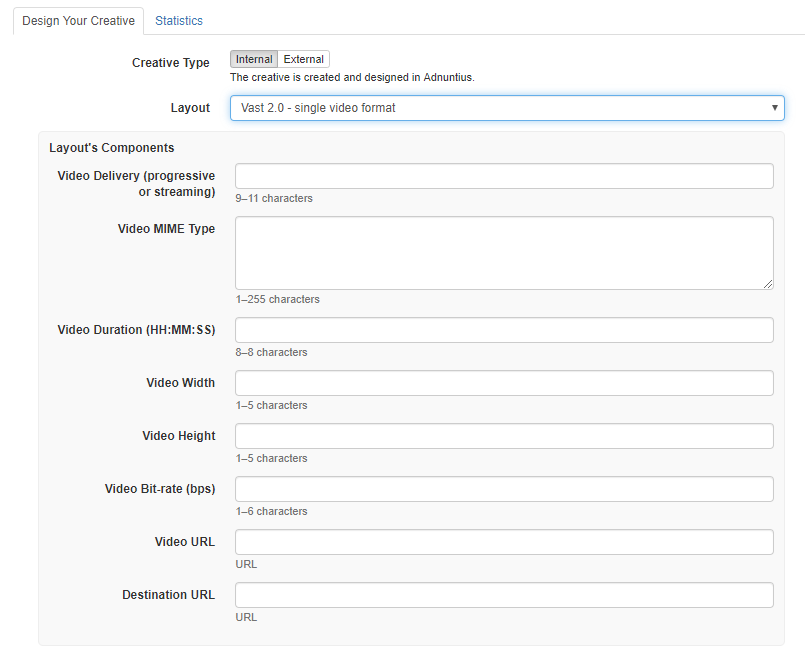 Design Your Creative
Statistics
Creative Type
Internal
External
The creative is created and designed in Adnuntius.
Layout
Vast 2.0 - single video format
Layout's Components
Video Delivery (progressive
or streaming)
9–11 characters
Video MIME Type
1–255 characters
Video Duration (HH:MM:SS)
8–8 characters
Video Width
1–5 characters
Video Height
1–5 characters
Video Bit-rate (bps)
1–6 characters
Video URL
URL
Destination URL
URL